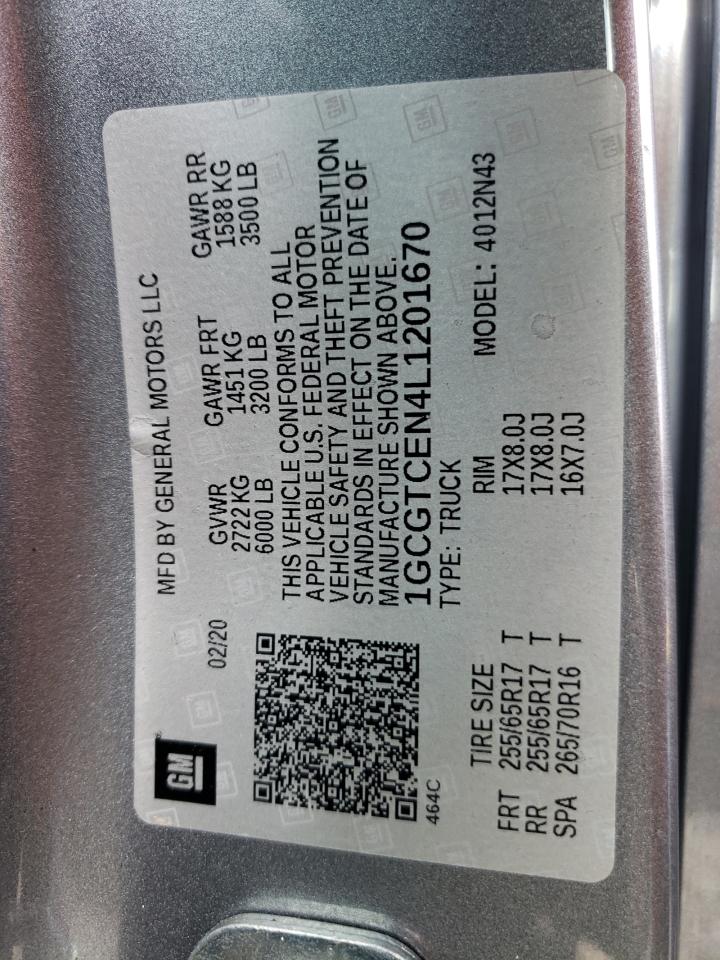 GM
MFD BY GENERAL MOTORS LLC
02/20
GVWR GAWR FRT GAWR RR
2722 KG 1451 KG 1588 KG
6000 LB 3200 LB 3500 LB
THIS VEHICLE CONFORMS TO ALL
APPLICABLE U.S. FEDERAL MOTOR
VEHICLE SAFETY AND THEFT PREVENTION
STANDARDS IN EFFECT ON THE DATE OF
MANUFACTURE SHOWN ABOVE.
1GCGTCEN4L1201670
464C
TYPE: TRUCK
TIRE SIZE RIM MODEL: 4012N43
FRT 255/65R17 T 17X8.0J
RR 255/65R17 T 17X8.0J
SPA 265/70R16 T 16X7.0J